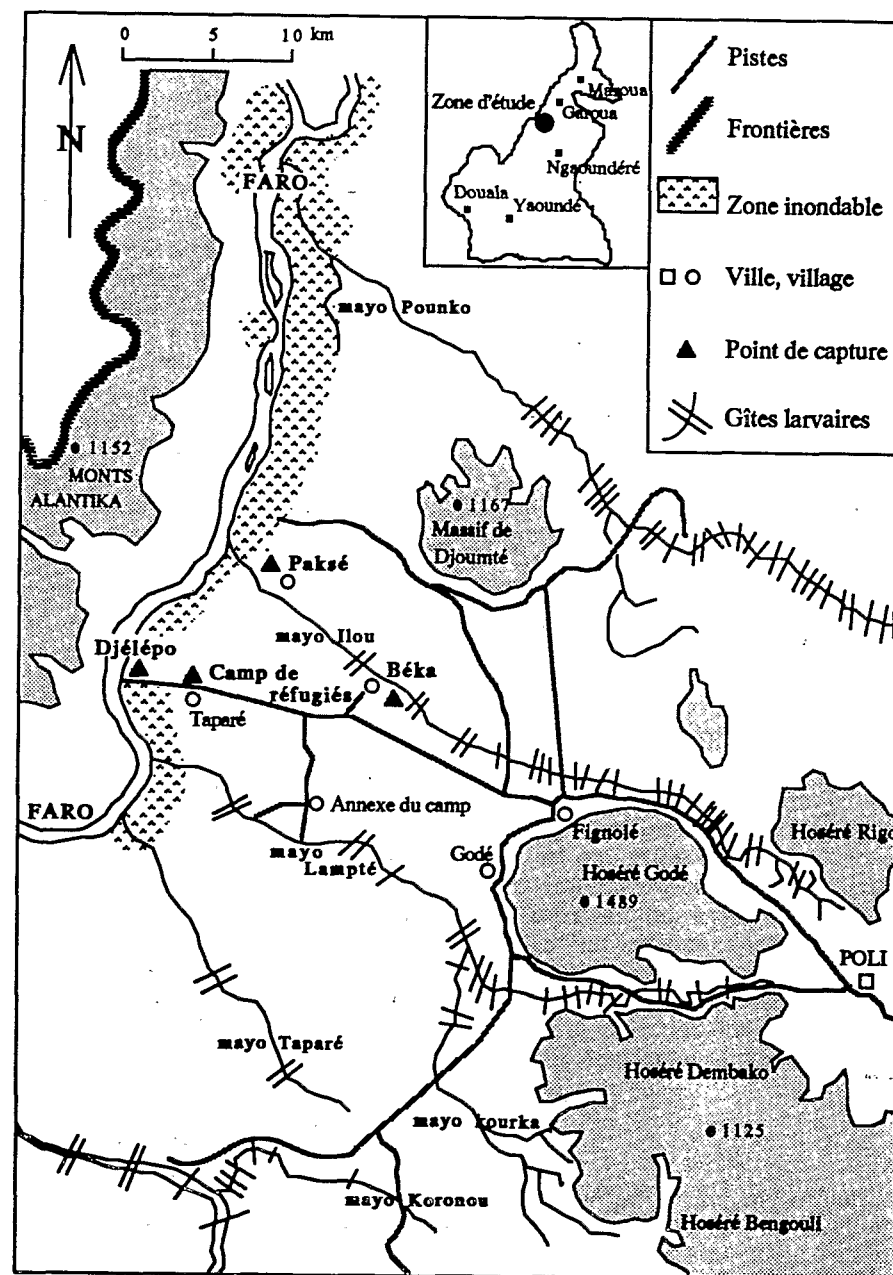 0 5 10 km
N
FARO
Zone d'étude
Maroua
Garoua
Ngaoundéré
Douala
Yaoundé
Pistes
Frontières
Zone inondable
Ville, village
Point de capture
Gîtes larvaires
mayo Pounko
1152
MONTS
ALANTIKA
1167
Massif de
Djoumté
Paksé
mayo Ilou
Djélépo
Camp de
réfugiés
Béka
Taparé
FARO
Annexe du camp
mayo
Lampté
Godé
Fignolé
Hoséré Rigo
Hoséré Godé
1489
POLI
mayo Taparé
Hoséré Dembako
mayo kourka
1125
mayo Koronou
Hoséré Bengouli